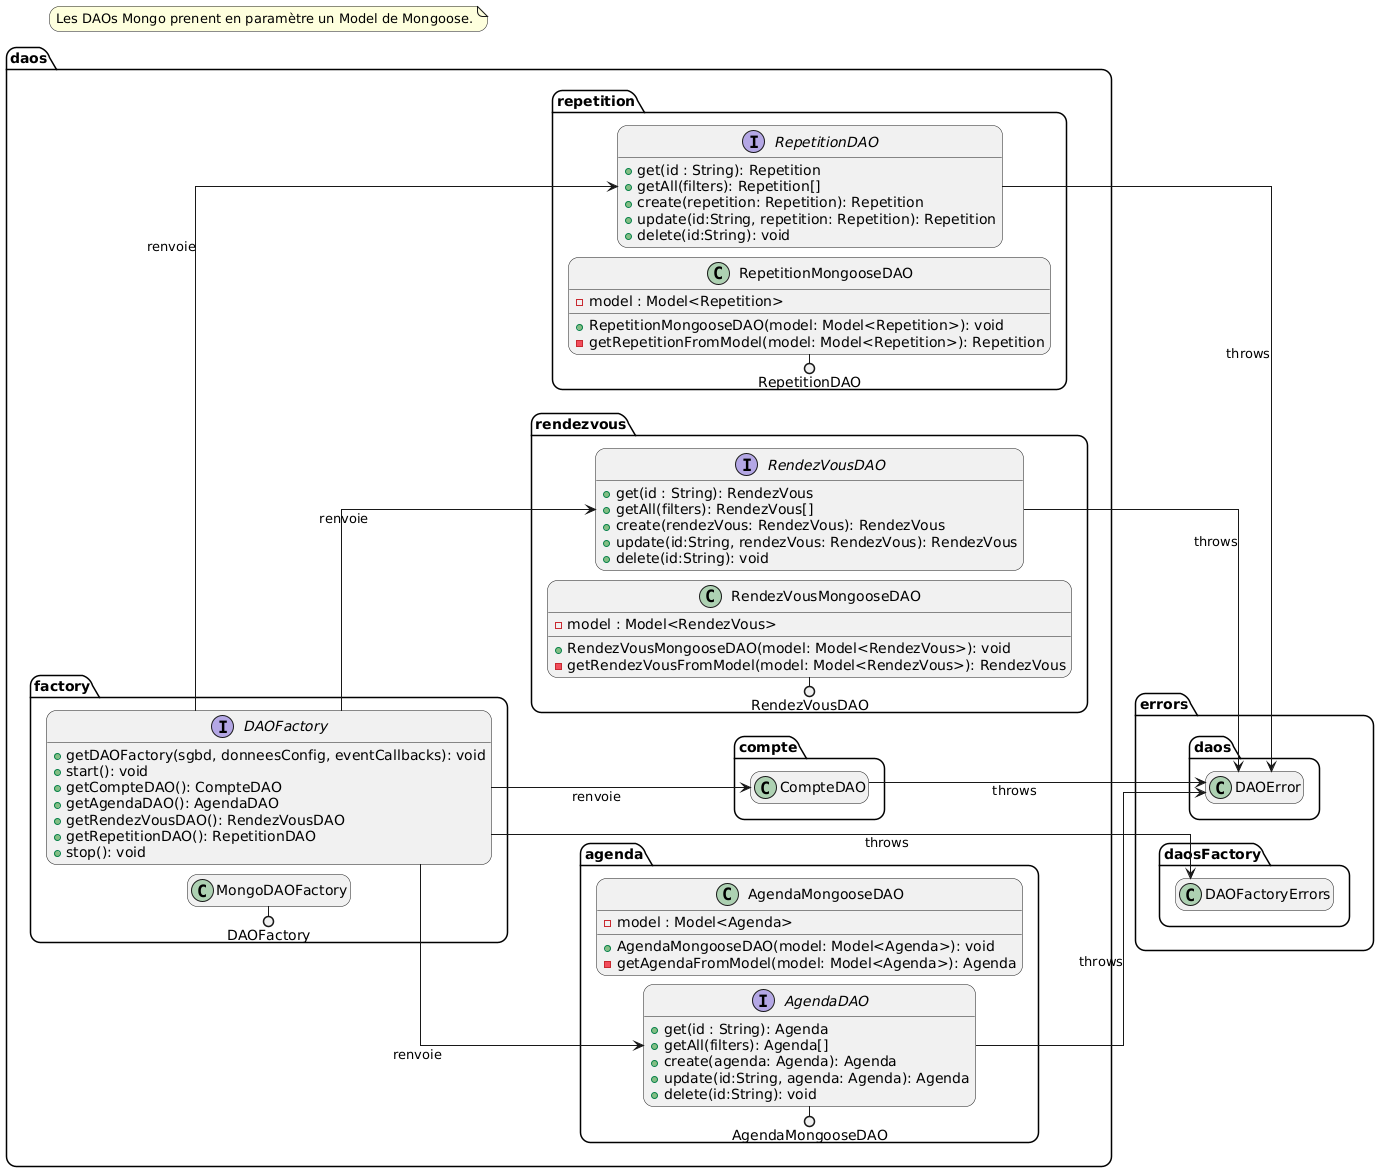 Les DAOs Mongo prenent en paramètre un Model de Mongoose.
daos
repetition
I RepetitionDAO
get(id : String): Repetition
getAll(filters): Repetition[]
create(repetition: Repetition): Repetition
update(id:String, repetition: Repetition): Repetition
delete(id:String): void
renvoie
C RepetitionMongooseDAO
model : Model<Repetition>
RepetitionMongooseDAO(model: Model<Repetition>): void
getRepetitionFromModel(model: Model<Repetition>): Repetition
RepetitionDAO
throws
rendezvous
I RendezVousDAO
get(id : String): RendezVous
getAll(filters): RendezVous[]
create(rendezVous: RendezVous): RendezVous
update(id:String, rendezVous: RendezVous): RendezVous
delete(id:String): void
renvoie
throws
C RendezVousMongooseDAO
model : Model<RendezVous>
RendezVousMongooseDAO(model: Model<RendezVous>): void
getRendezVousFromModel(model: Model<RendezVous>): RendezVous
RendezVousDAO
factory
I DAOFactory
getDAOFactory(sgbd, donneesConfig, eventCallbacks): void
start(): void
getCompteDAO(): CompteDAO
getAgendaDAO(): AgendaDAO
getRendezVousDAO(): RendezVousDAO
getRepetitionDAO(): RepetitionDAO
stop(): void
C MongoDAOFactory
DAOFactory
renvoie
compte
C CompteDAO
throws
errors
daos
C DAOError
throws
daosFactory
C DAOFactoryErrors
agenda
C AgendaMongooseDAO
model : Model<Agenda>
AgendaMongooseDAO(model: Model<Agenda>): void
getAgendaFromModel(model: Model<Agenda>): Agenda
throws
I AgendaDAO
get(id : String): Agenda
getAll(filters): Agenda[]
create(agenda: Agenda): Agenda
update(id:String, agenda: Agenda): Agenda
delete(id:String): void
renvoie
AgendaMongooseDAO